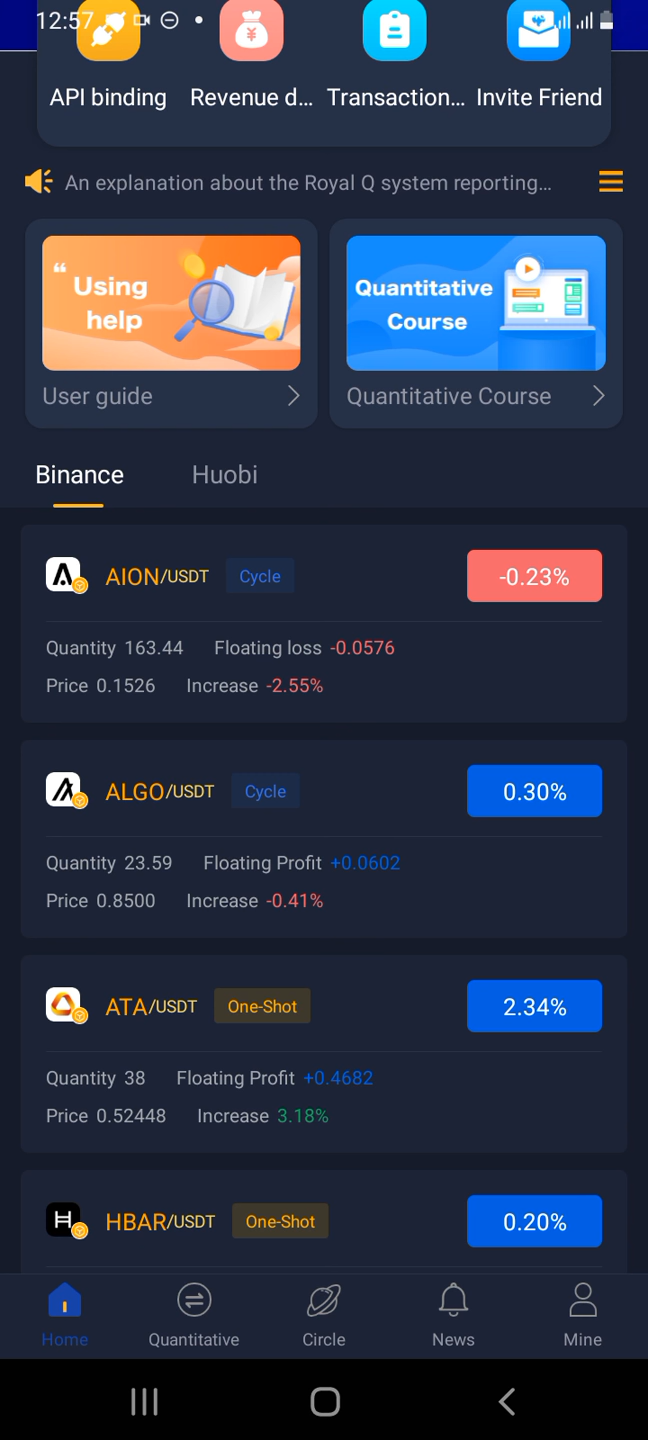 12:57
API binding Revenue d... Transaction... Invite Friend
An explanation about the Royal Q system reporting...
“ Using
help
Quantitative
Course
User guide
Quantitative Course
Binance Huobi
AION/USDT Cycle -0.23%
Quantity 163.44 Floating loss -0.0576
Price 0.1526 Increase -2.55%
ALGO/USDT Cycle 0.30%
Quantity 23.59 Floating Profit +0.0602
Price 0.8500 Increase -0.41%
ATA/USDT One-Shot 2.34%
Quantity 38 Floating Profit +0.4682
Price 0.52448 Increase 3.18%
HBAR/USDT One-Shot 0.20%
Home Quantitative Circle News Mine